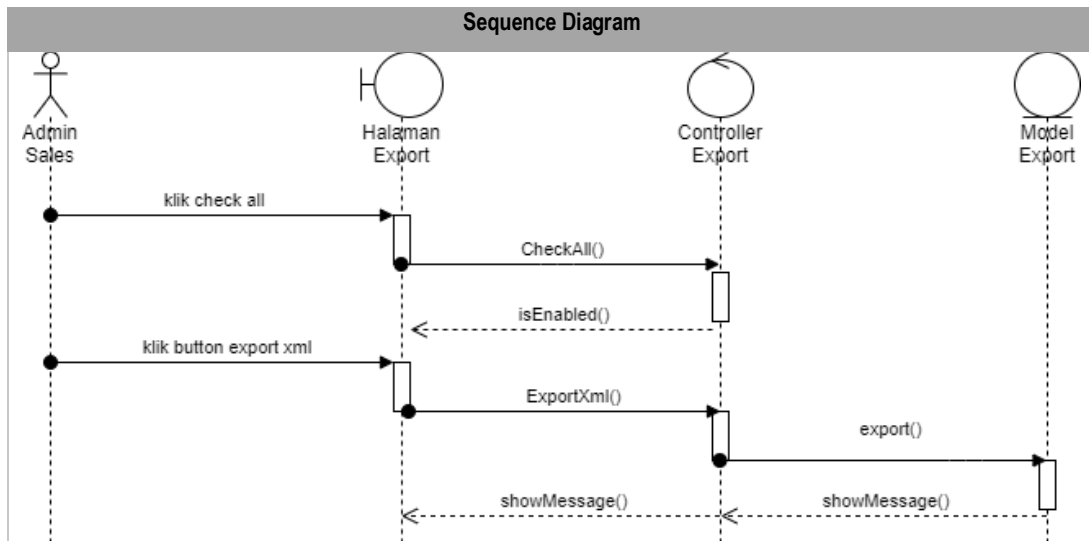 Sequence Diagram
Admin
Sales
Halaman
Export
Controller
Export
Model
Export
klik check all
CheckAll()
isEnabled()
klik button export xml
ExportXml()
export()
showMessage()
showMessage()